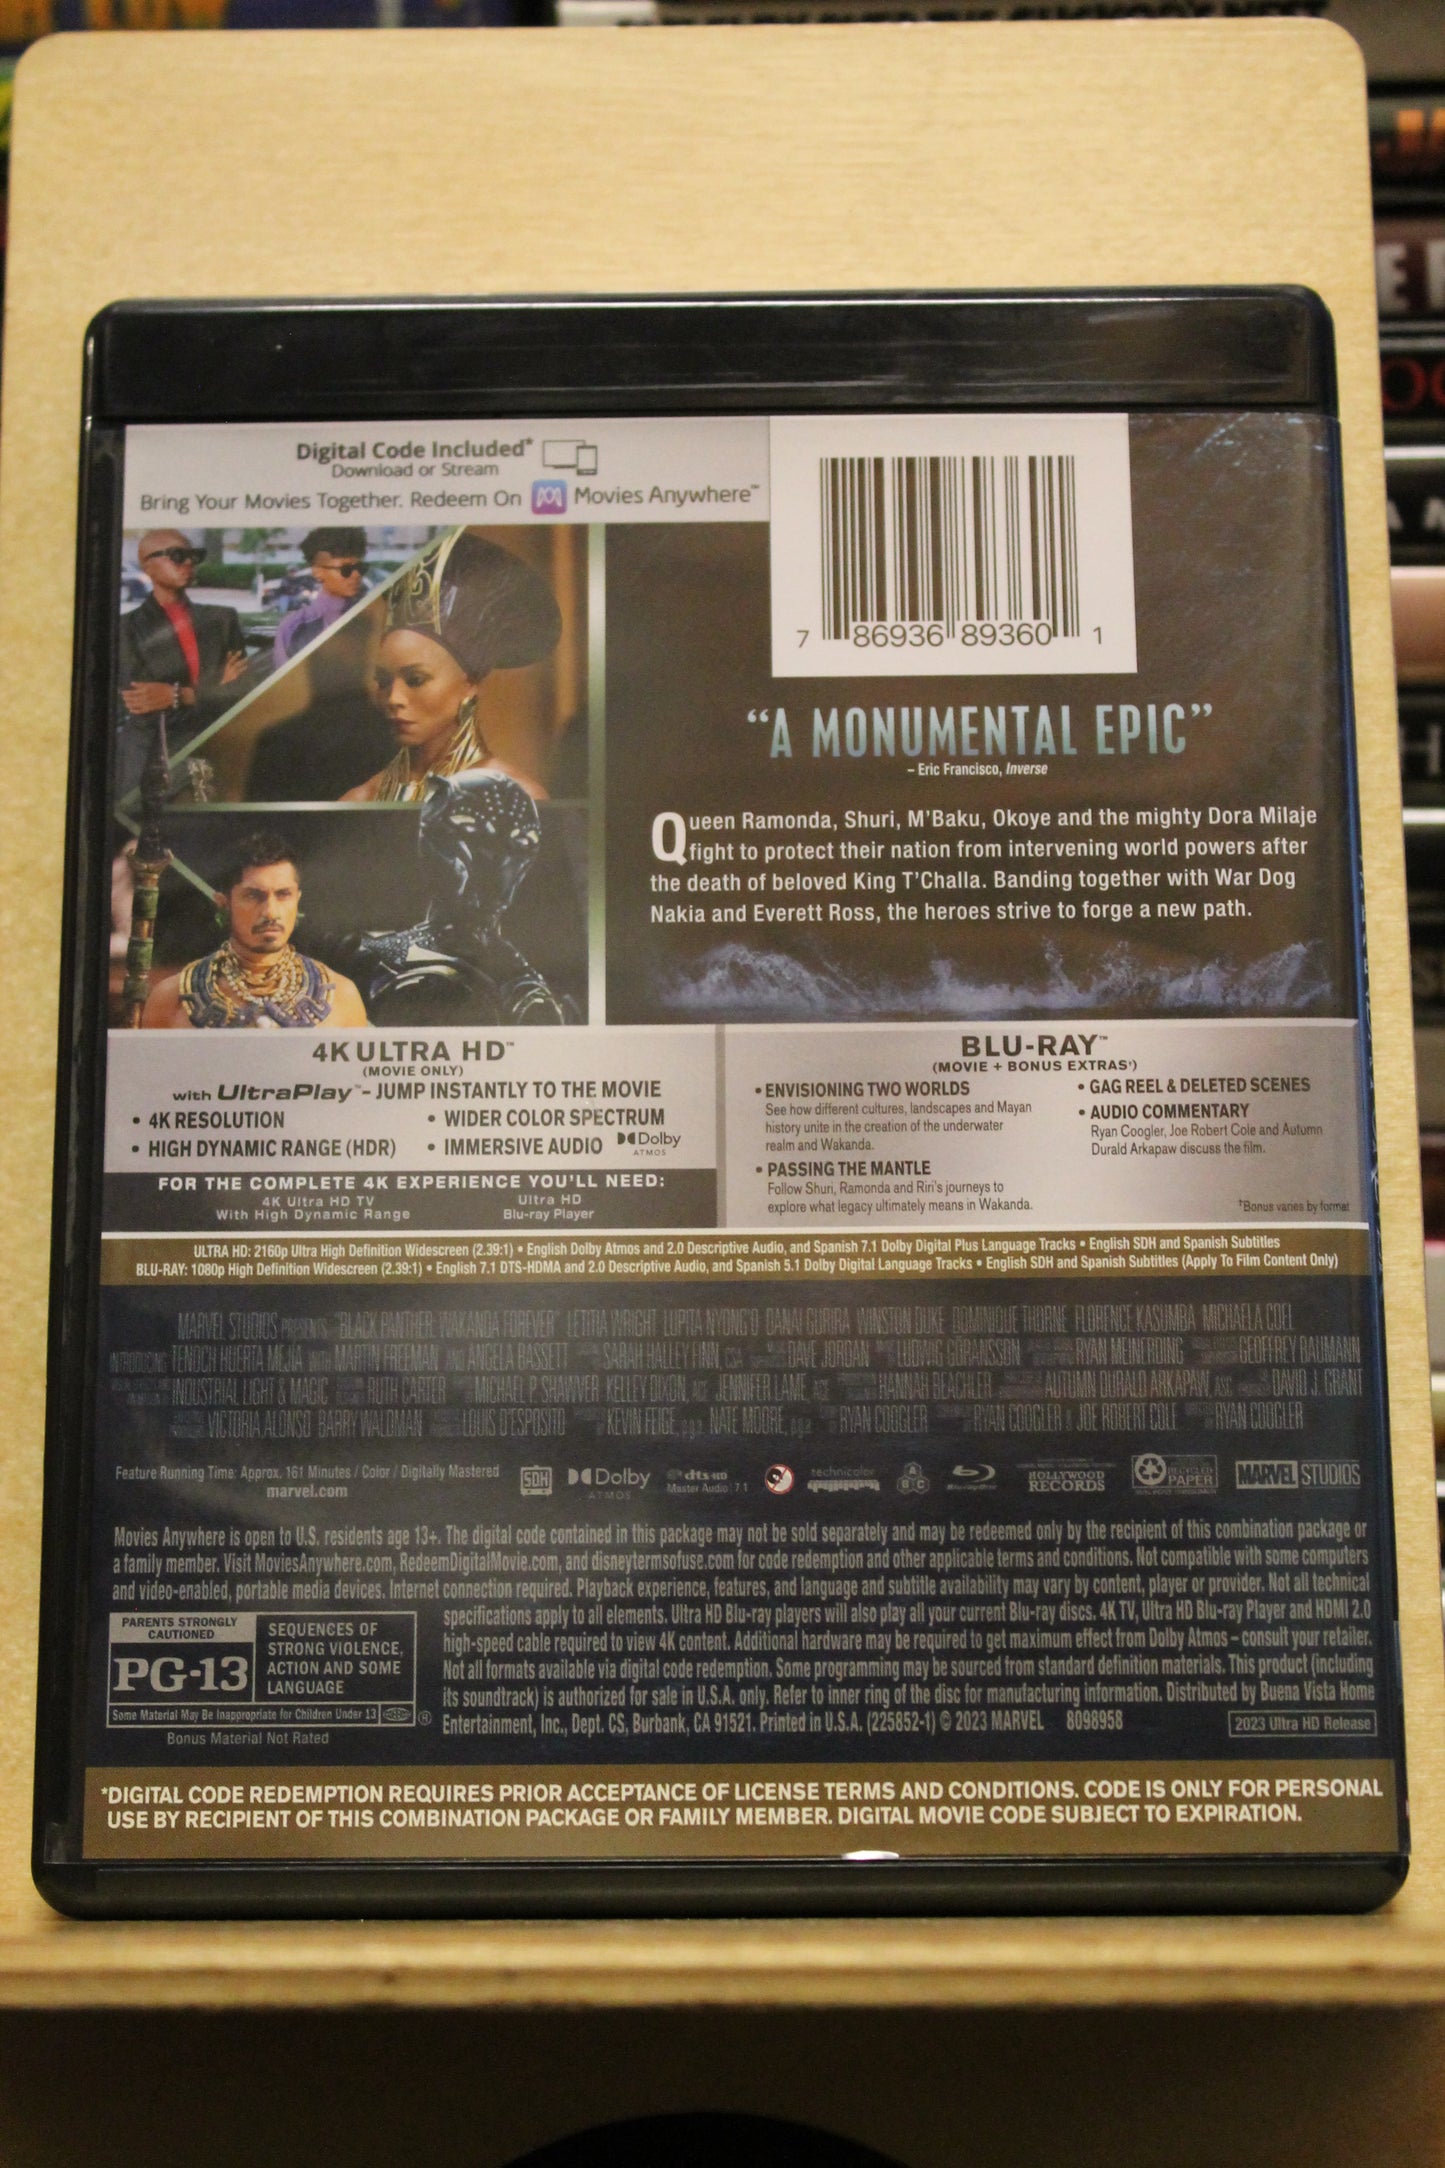 Digital Code Included*
Download or Stream
Bring Your Movies Together. Redeem On Movies Anywhere™
7 86936 89360 1
“A MONUMENTAL EPIC”
– Eric Francisco, Inverse
Queen Ramonda, Shuri, M’Baku, Okoye and the mighty Dora Milaje
fight to protect their nation from intervening world powers after
the death of beloved King T’Challa. Banding together with War Dog
Nakia and Everett Ross, the heroes strive to forge a new path.
4K ULTRA HD™
(MOVIE ONLY)
with UltraPlay™ – JUMP INSTANTLY TO THE MOVIE
• 4K RESOLUTION
• WIDER COLOR SPECTRUM
• HIGH DYNAMIC RANGE (HDR)
• IMMERSIVE AUDIO Dolby
ATMOS
FOR THE COMPLETE 4K EXPERIENCE YOU’LL NEED:
4K Ultra HD TV
With High Dynamic Range
Ultra HD
Blu-ray Player
BLU-RAY™
(MOVIE + BONUS EXTRAS†)
• ENVISIONING TWO WORLDS
See how different cultures, landscapes and Mayan
history unite in the creation of the underwater
realm and Wakanda.
• PASSING THE MANTLE
Follow Shuri, Ramonda and Riri’s journeys to
explore what legacy ultimately means in Wakanda.
• GAG REEL & DELETED SCENES
• AUDIO COMMENTARY
Ryan Coogler, Joe Robert Cole and Autumn
Durald Arkapaw discuss the film.
†Bonus varies by format
ULTRA HD: 2160p Ultra High Definition Widescreen (2.39:1) • English Dolby Atmos and 2.0 Descriptive Audio, and Spanish 7.1 Dolby Digital Plus Language Tracks • English SDH and Spanish Subtitles
BLU-RAY: 1080p High Definition Widescreen (2.39:1) • English 7.1 DTS-HDMA and 2.0 Descriptive Audio, and Spanish 5.1 Dolby Digital Language Tracks • English SDH and Spanish Subtitles (Apply To Film Content Only)
MARVEL STUDIOS PRESENTS “BLACK PANTHER: WAKANDA FOREVER” LETITIA WRIGHT LUPITA NYONG’O DANAI GURIRA WINSTON DUKE DOMINIQUE THORNE FLORENCE KASUMBA MICHAELA COEL
INTRODUCING TENOCH HUERTA MEJIA WITH MARTIN FREEMAN AND ANGELA BASSETT SARAH HALLEY FINN, CSA DAVE JORDAN LUDWIG GÖRANSSON RYAN MEINERDING GEOFFREY BAUMANN
INDUSTRIAL LIGHT & MAGIC RUTH CARTER MICHAEL P. SHAWVER KELLEY DIXON, ACE JENNIFER LAME, ACE HANNAH BEACHLER AUTUMN DURALD ARKAPAW, ASC DAVID J. GRANT
VICTORIA ALONSO BARRY WALDMAN LOUIS D’ESPOSITO KEVIN FEIGE, p.g.a. NATE MOORE, p.g.a. RYAN COOGLER RYAN COOGLER & JOE ROBERT COLE RYAN COOGLER
Feature Running Time: Approx. 161 Minutes / Color / Digitally Mastered
marvel.com
SDH
Dolby
ATMOS
dts-HD
Master Audio 7.1
technicolor
Blu-ray Disc
HOLLYWOOD
RECORDS
RECYCLED
PAPER
MARVEL STUDIOS
Movies Anywhere is open to U.S. residents age 13+. The digital code contained in this package may not be sold separately and may be redeemed only by the recipient of this combination package or
a family member. Visit MoviesAnywhere.com, RedeemDigitalMovie.com, and disneytermsofuse.com for code redemption and other applicable terms and conditions. Not compatible with some computers
and video-enabled, portable media devices. Internet connection required. Playback experience, features, and language and subtitle availability may vary by content, player or provider. Not all technical
specifications apply to all elements. Ultra HD Blu-ray players will also play all your current Blu-ray discs. 4K TV, Ultra HD Blu-ray Player and HDMI 2.0
high-speed cable required to view 4K content. Additional hardware may be required to get maximum effect from Dolby Atmos – consult your retailer.
Not all formats available via digital code redemption. Some programming may be sourced from standard definition materials. This product (including
its soundtrack) is authorized for sale in U.S.A. only. Refer to inner ring of the disc for manufacturing information. Distributed by Buena Vista Home
Entertainment, Inc., Dept. CS, Burbank, CA 91521. Printed in U.S.A. (225852-1) © 2023 MARVEL 8098958
2023 Ultra HD Release
PARENTS STRONGLY
CAUTIONED
PG-13
SEQUENCES OF
STRONG VIOLENCE,
ACTION AND SOME
LANGUAGE
Some Material May Be Inappropriate for Children Under 13
®
Bonus Material Not Rated
*DIGITAL CODE REDEMPTION REQUIRES PRIOR ACCEPTANCE OF LICENSE TERMS AND CONDITIONS. CODE IS ONLY FOR PERSONAL
USE BY RECIPIENT OF THIS COMBINATION PACKAGE OR FAMILY MEMBER. DIGITAL MOVIE CODE SUBJECT TO EXPIRATION.